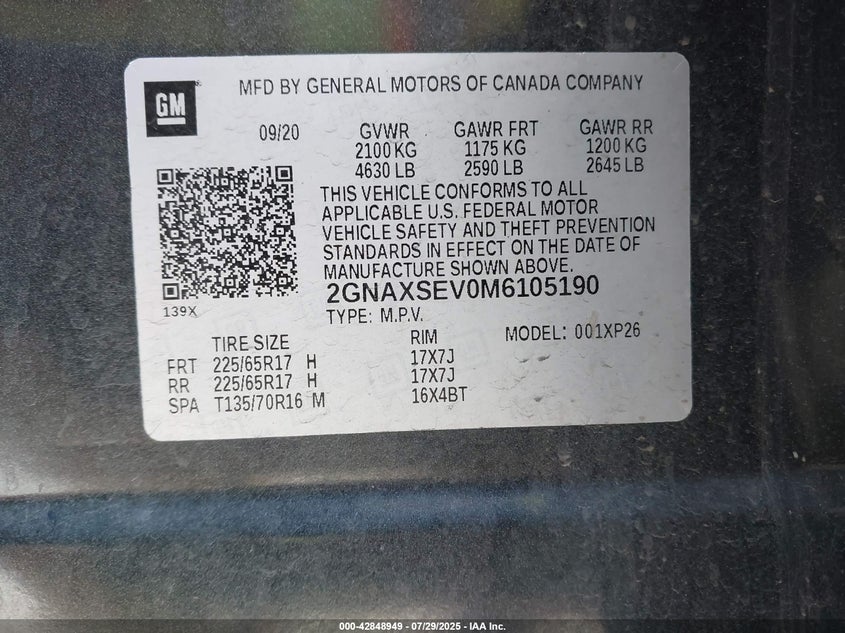 GM
MFD BY GENERAL MOTORS OF CANADA COMPANY
09/20 GVWR GAWR FRT GAWR RR
2100 KG 1175 KG 1200 KG
4630 LB 2590 LB 2645 LB
THIS VEHICLE CONFORMS TO ALL
APPLICABLE U.S. FEDERAL MOTOR
VEHICLE SAFETY AND THEFT PREVENTION
STANDARDS IN EFFECT ON THE DATE OF
MANUFACTURE SHOWN ABOVE.
139X
2GNAXSEV0M6105190
TYPE: M.P.V.
TIRE SIZE RIM MODEL: 001XP26
FRT 225/65R17 H 17X7J
RR 225/65R17 H 17X7J
SPA T135/70R16 M 16X4BT
000-42848949 - 07/29/2025 - IAA Inc.